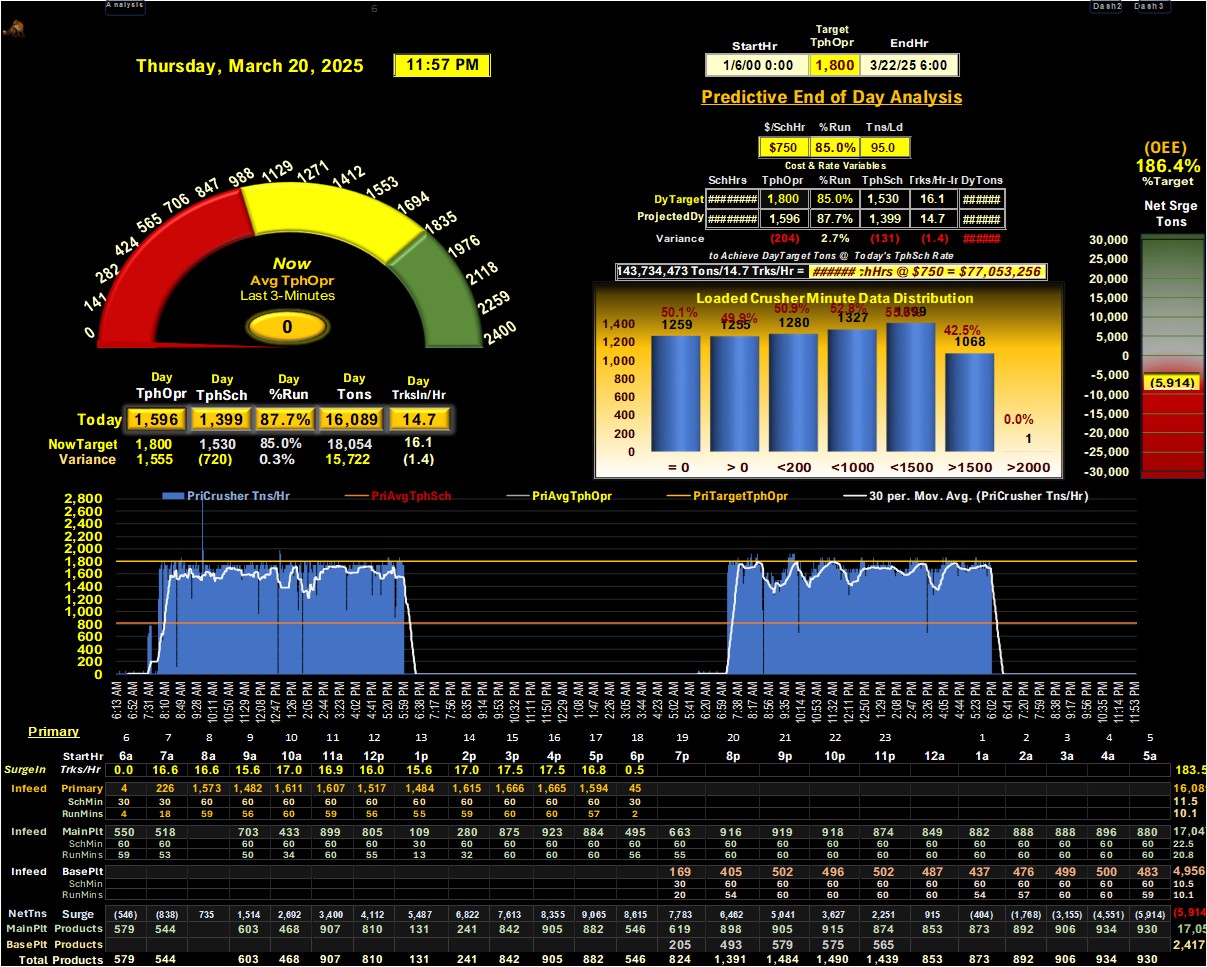 Analysis 6 Dash2 Dash3
Thursday, March 20, 2025 11:57 PM
StartHr Target TphOpr EndHr
1/6/00 0:00 1,800 3/22/25 6:00
Predictive End of Day Analysis
$/SchHr %Run Tns/Ld
$750 85.0% 95.0
Cost & Rate Variables
SchHrs TphOpr %Run TphSch Trks/Hr-Ir DyTons
DyTarget ######## 1,800 85.0% 1,530 16.1 ######
ProjectedDy ######## 1,596 87.7% 1,399 14.7 ######
Variance (204) 2.7% (131) (1.4) ######
to Achieve DayTarget Tons @ Today's TphSch Rate
143,734,473 Tons/14.7 Trks/Hr = ###### :hHrs @ $750 = $77,053,256
(OEE)
186.4%
%Target
Net Srge
Tons
30,000
25,000
20,000
15,000
10,000
5,000
0
-5,000
(5,914)
-10,000
-15,000
-20,000
-25,000
-30,000
0 141 282 424 565 706 847 988 1129 1271 1412 1553 1694 1835 1976 2118 2259 2400
Now
Avg TphOpr
Last 3-Minutes
0
Day Day Day Day Day
TphOpr TphSch %Run Tons TrksIn/Hr
Today 1,596 1,399 87.7% 16,089 14.7
NowTarget 1,800 1,530 85.0% 18,054 16.1
Variance 1,555 (720) 0.3% 15,722 (1.4)
Loaded Crusher Minute Data Distribution
50.1% 49.9% 50.9% 52.8% 42.5% 0.0%
1259 1255 1280 1327 1399 1068 1
1,400
1,200
1,000
800
600
400
200
0
= 0 > 0 <200 <1000 <1500 >1500 >2000
PriCrusher Tns/Hr PriAvgTphSch PriAvgTphOpr PriTargetTphOpr 30 per. Mov. Avg. (PriCrusher Tns/Hr)
2,800
2,600
2,400
2,200
2,000
1,800
1,600
1,400
1,200
1,000
800
600
400
200
0
6:13 AM 6:52 AM 7:31 AM 8:10 AM 8:49 AM 9:28 AM 10:11 AM 10:50 AM 11:29 AM 12:08 PM 12:47 PM 1:26 PM 2:05 PM 2:44 PM 3:23 PM 4:02 PM 4:41 PM 5:20 PM 5:59 PM 6:38 PM 7:17 PM 7:56 PM 8:35 PM 9:14 PM 9:53 PM 10:32 PM 11:11 PM 11:50 PM 12:29 AM 1:08 AM 1:47 AM 2:26 AM 3:05 AM 3:44 AM 4:23 AM 5:02 AM 5:41 AM 6:20 AM 6:59 AM 7:38 AM 8:17 AM 8:56 AM 9:35 AM 10:14 AM 10:53 AM 11:32 AM 12:11 PM 12:50 PM 1:29 PM 2:08 PM 2:47 PM 3:26 PM 4:05 PM 4:44 PM 5:23 PM 6:02 PM 6:41 PM 7:20 PM 7:59 PM 8:38 PM 9:17 PM 9:56 PM 10:35 PM 11:14 PM 11:53 PM
Primary 6 7 8 9 10 11 12 13 14 15 16 17 18 19 20 21 22 23 1 2 3 4 5
StartHr 6a 7a 8a 9a 10a 11a 12p 1p 2p 3p 4p 5p 6p 7p 8p 9p 10p 11p 12a 1a 2a 3a 4a 5a
SurgeIn Trks/Hr 0.0 16.6 16.6 15.6 17.0 16.9 16.0 15.6 17.0 17.5 17.5 16.8 0.5 183.5
Infeed Primary 4 226 1,573 1,482 1,611 1,607 1,517 1,484 1,615 1,666 1,665 1,594 45 16,089
SchMin 30 30 60 60 60 60 60 60 60 60 60 60 30 11.5
RunMins 4 18 59 56 60 59 56 55 59 60 60 57 2 10.1
Infeed MainPlt 550 518 703 433 899 805 109 280 875 923 884 495 663 916 919 918 874 849 882 888 888 896 880 17,047
SchMin 60 60 60 60 60 60 30 60 60 60 60 60 60 60 60 60 60 60 60 60 60 60 60 22.5
RunMins 59 53 50 34 60 55 13 32 60 60 60 56 55 60 60 60 60 60 60 60 60 60 60 20.8
Infeed BasePlt 169 405 502 496 502 487 437 476 499 500 483 4,956
SchMin 30 60 60 60 60 60 60 60 60 60 60 10.5
RunMins 20 54 60 60 60 60 54 57 60 60 59 10.1
NetTns Surge (546) (838) 735 1,514 2,692 3,400 4,112 5,487 6,822 7,613 8,355 9,065 8,615 7,783 6,462 5,041 3,627 2,251 915 (404) (1,768) (3,155) (4,551) (5,914) (5,914
MainPlt Products 579 544 603 468 907 810 131 241 842 905 882 546 619 898 905 915 874 853 873 892 906 934 930 17,05
BasePlt Products 205 493 579 575 565 2,417
Total Products 579 544 603 468 907 810 131 241 842 905 882 546 824 1,391 1,484 1,490 1,439 853 873 892 906 934 930